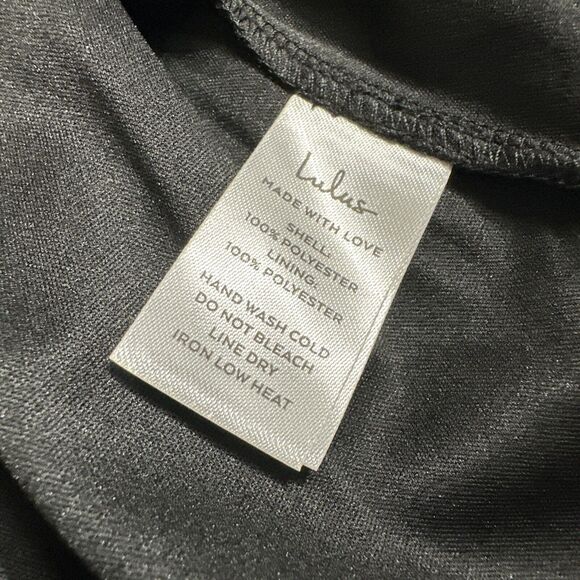 Lulus
MADE WITH LOVE
SHELL:
100% POLYESTER
LINING:
100% POLYESTER
HAND WASH COLD
DO NOT BLEACH
LINE DRY
IRON LOW HEAT